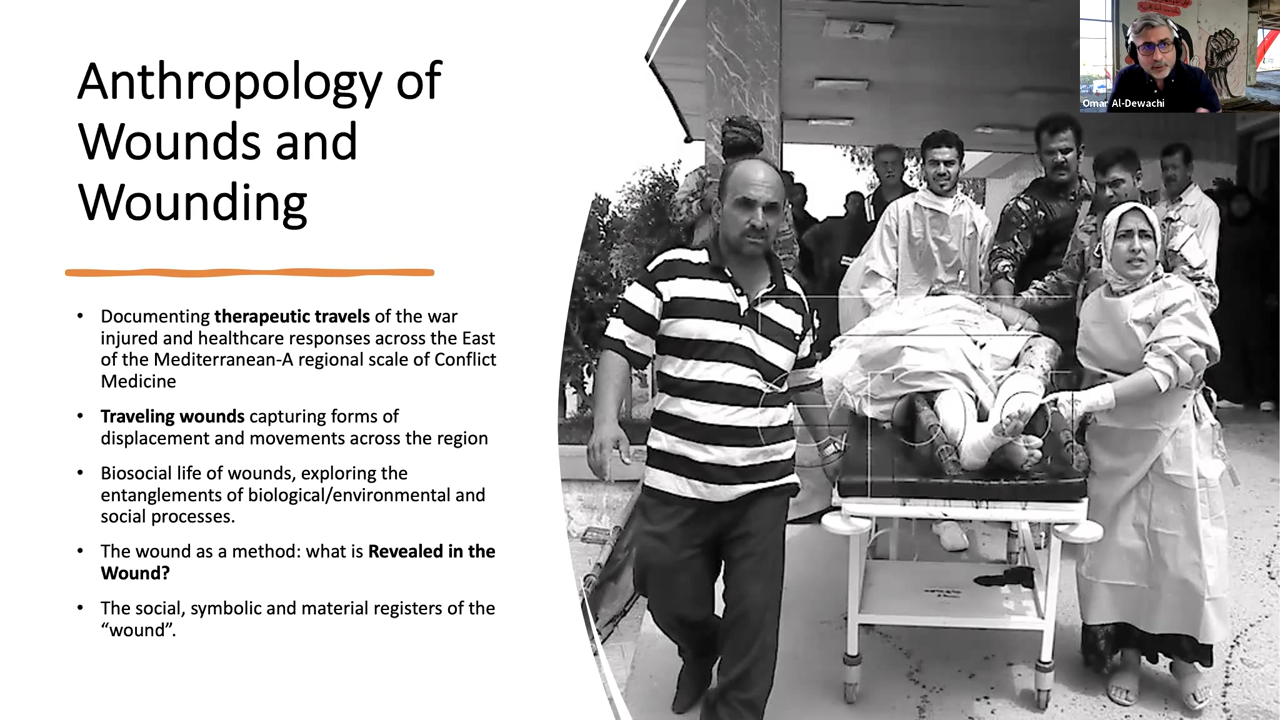 Anthropology of
Wounds and
Wounding
• Documenting therapeutic travels of the war
injured and healthcare responses across the East
of the Mediterranean-A regional scale of Conflict
Medicine
• Traveling wounds capturing forms of
displacement and movements across the region
• Biosocial life of wounds, exploring the
entanglements of biological/environmental and
social processes.
• The wound as a method: what is Revealed in the
Wound?
• The social, symbolic and material registers of the
“wound”.
Omar Al-Dewachi